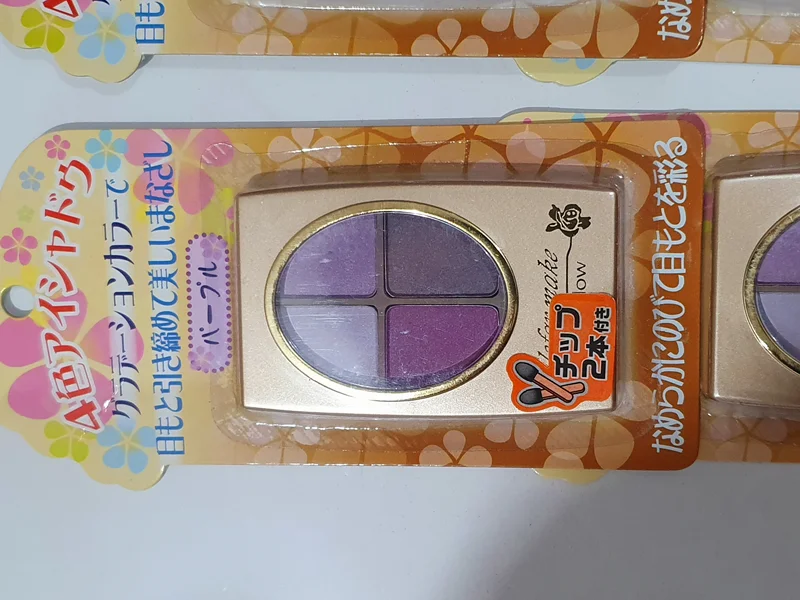 4色アイシャドウ
グラデーションカラーで
目もと引き締めて美しいまなざし
パープル
チップ
2本付き
なめらかにのびて目もとを彩る